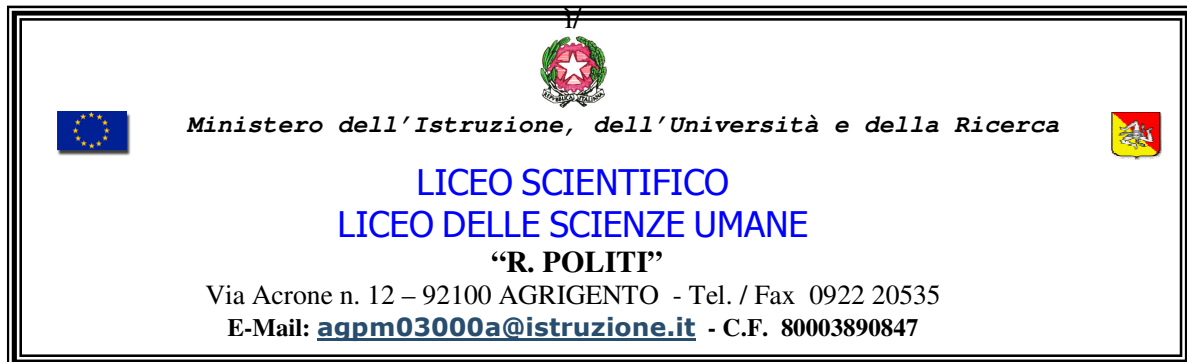 Ministero dell'Istruzione, dell'Università e della Ricerca
LICEO SCIENTIFICO
LICEO DELLE SCIENZE UMANE
“R. POLITI”
Via Acrone n. 12 – 92100 AGRIGENTO - Tel. / Fax 0922 20535
E-Mail: agpm03000a@istruzione.it - C.F. 80003890847